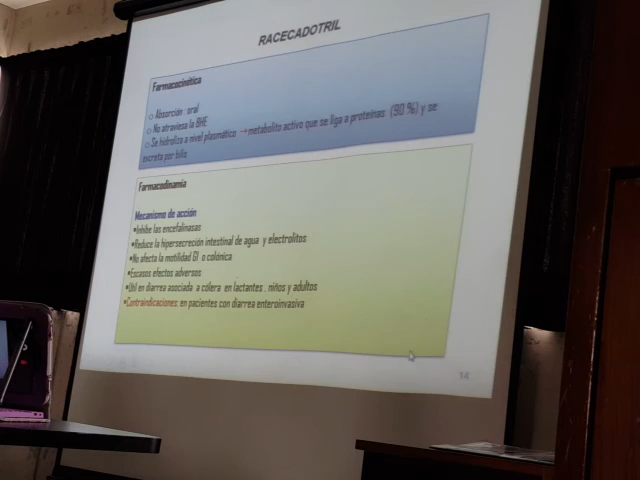 RACECADOTRIL
Farmacocinética
o Absorción : oral
o No atraviesa la BHE
o Se hidroliza a nivel plasmático →metabolito activo que se liga a proteinas (90 %) y se
excreta por bilis
Farmacodinamia
Mecanismo de acción
•Inhibe las encefalinasas
•Reduce la hipersecreción intestinal de agua y electrolitos
•No afecta la motilidad GI o colónica
•Escasos efectos adversos
•Util en diarrea asociada a cólera en lactantes , niños y adultos
•Contraindicaciones: en pacientes con diarrea enteroinvasiva
14